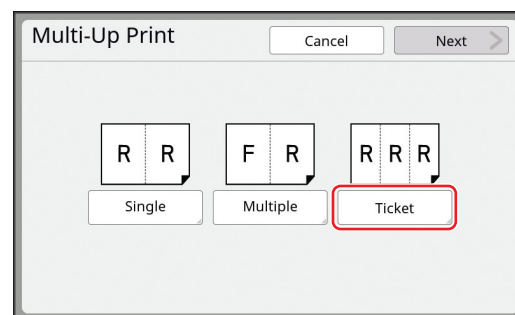 Multi-Up Print
Cancel
Next
R R
F R
R R R
Single
Multiple
Ticket